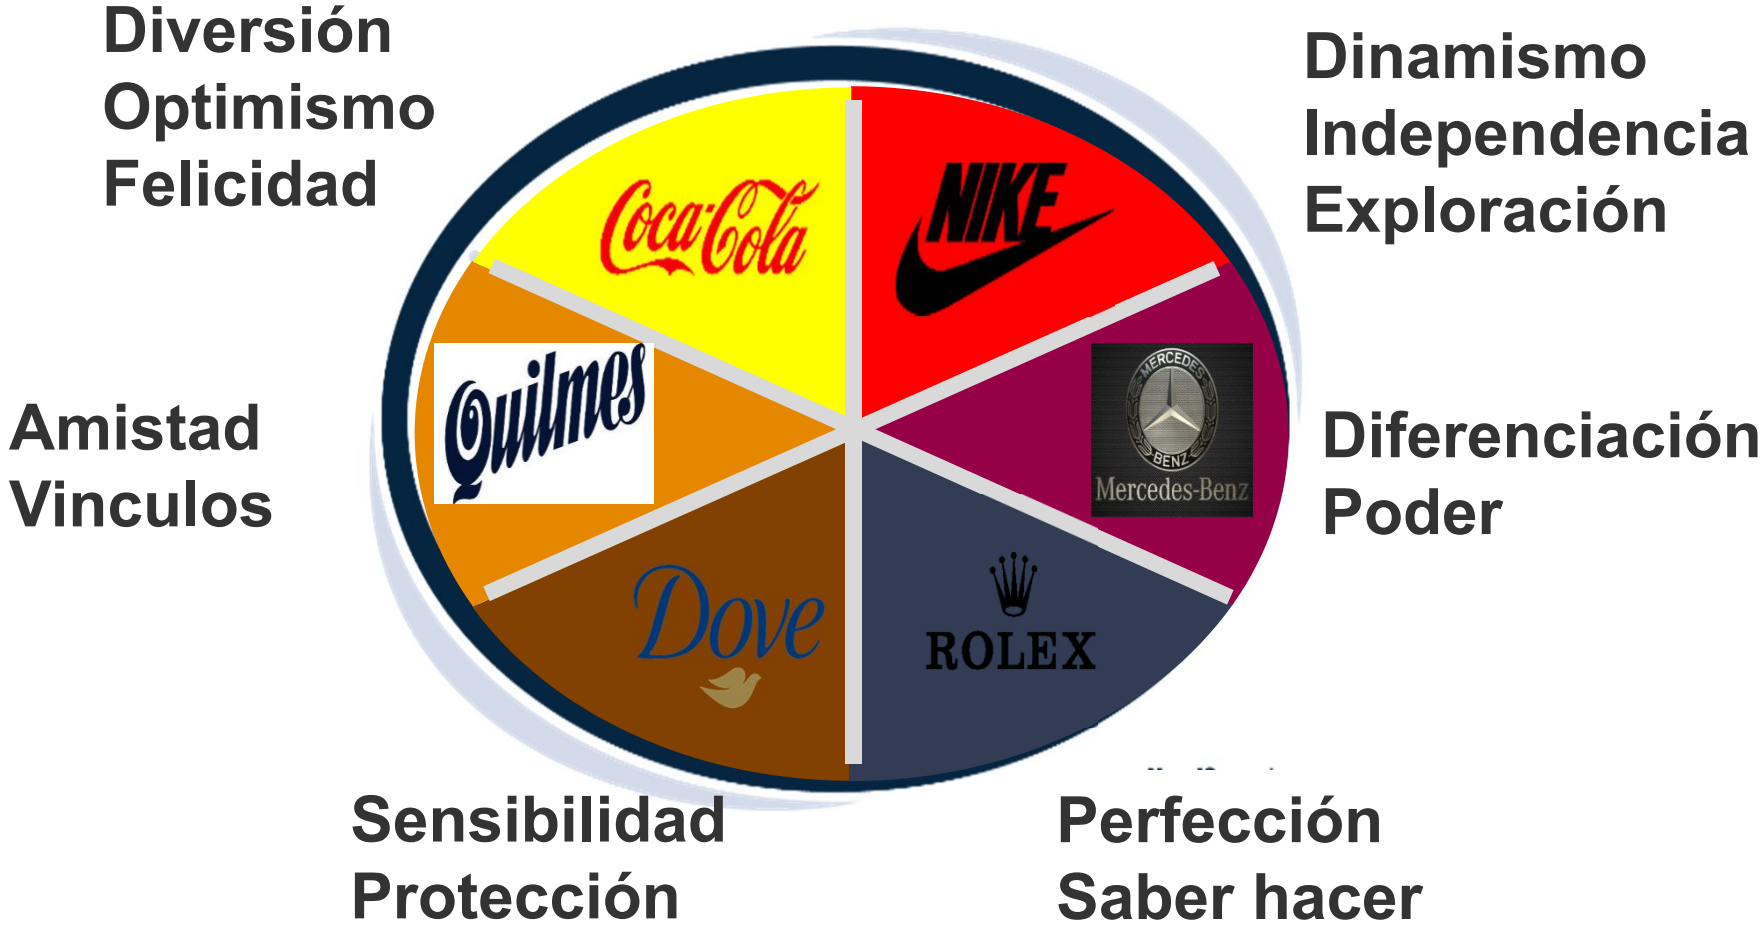 Diversión
Optimismo
Felicidad
Dinamismo
Independencia
Exploración
Coca-Cola
NIKE
Amistad
Vinculos
Quilmes
MERCEDES
BENZ
Mercedes-Benz
Diferenciación
Poder
Dove
ROLEX
Sensibilidad
Protección
Perfección
Saber hacer